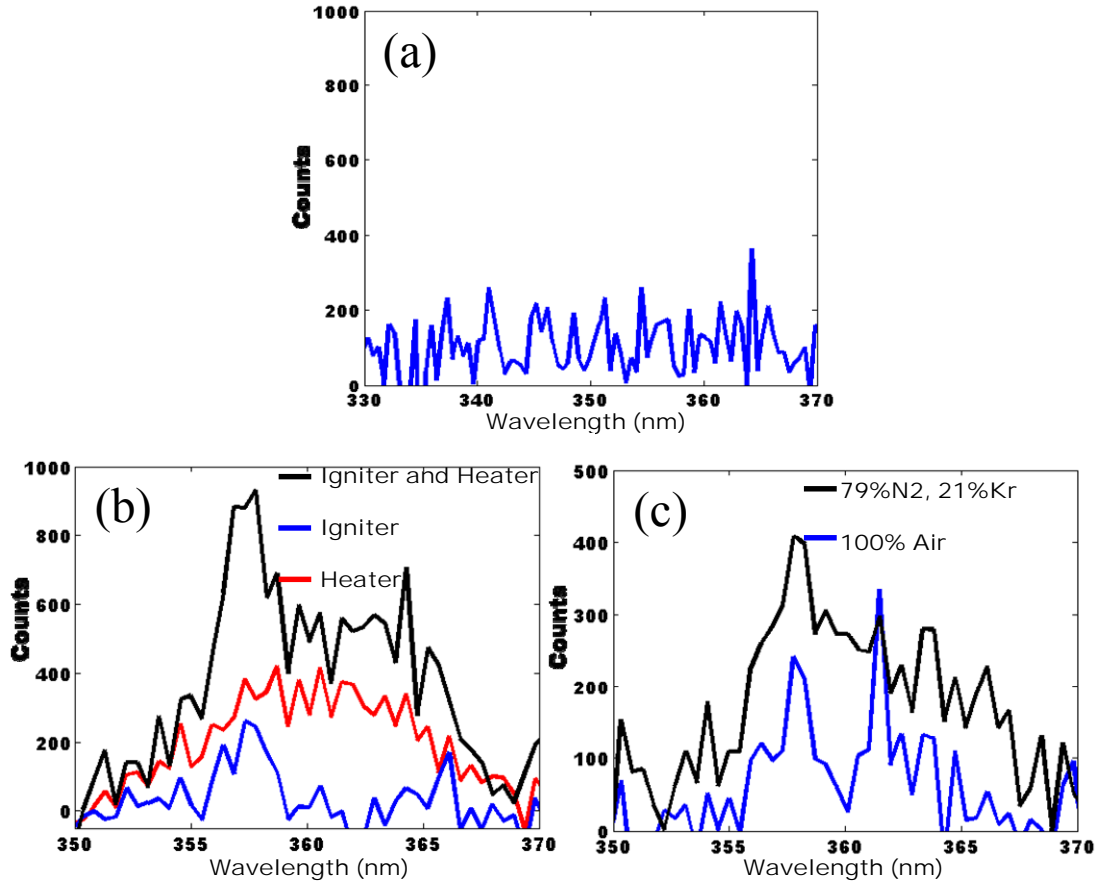 1000
(a)
800
600
400
200
0
Counts
330 340 350 360 370
Wavelength (nm)
1000
(b)
Igniter and Heater
800
Igniter
600
Heater
400
200
0
Counts
350 355 360 365 370
Wavelength (nm)
500
(c)
79%N2, 21%Kr
400
100% Air
300
200
100
0
Counts
350 355 360 365 370
Wavelength (nm)